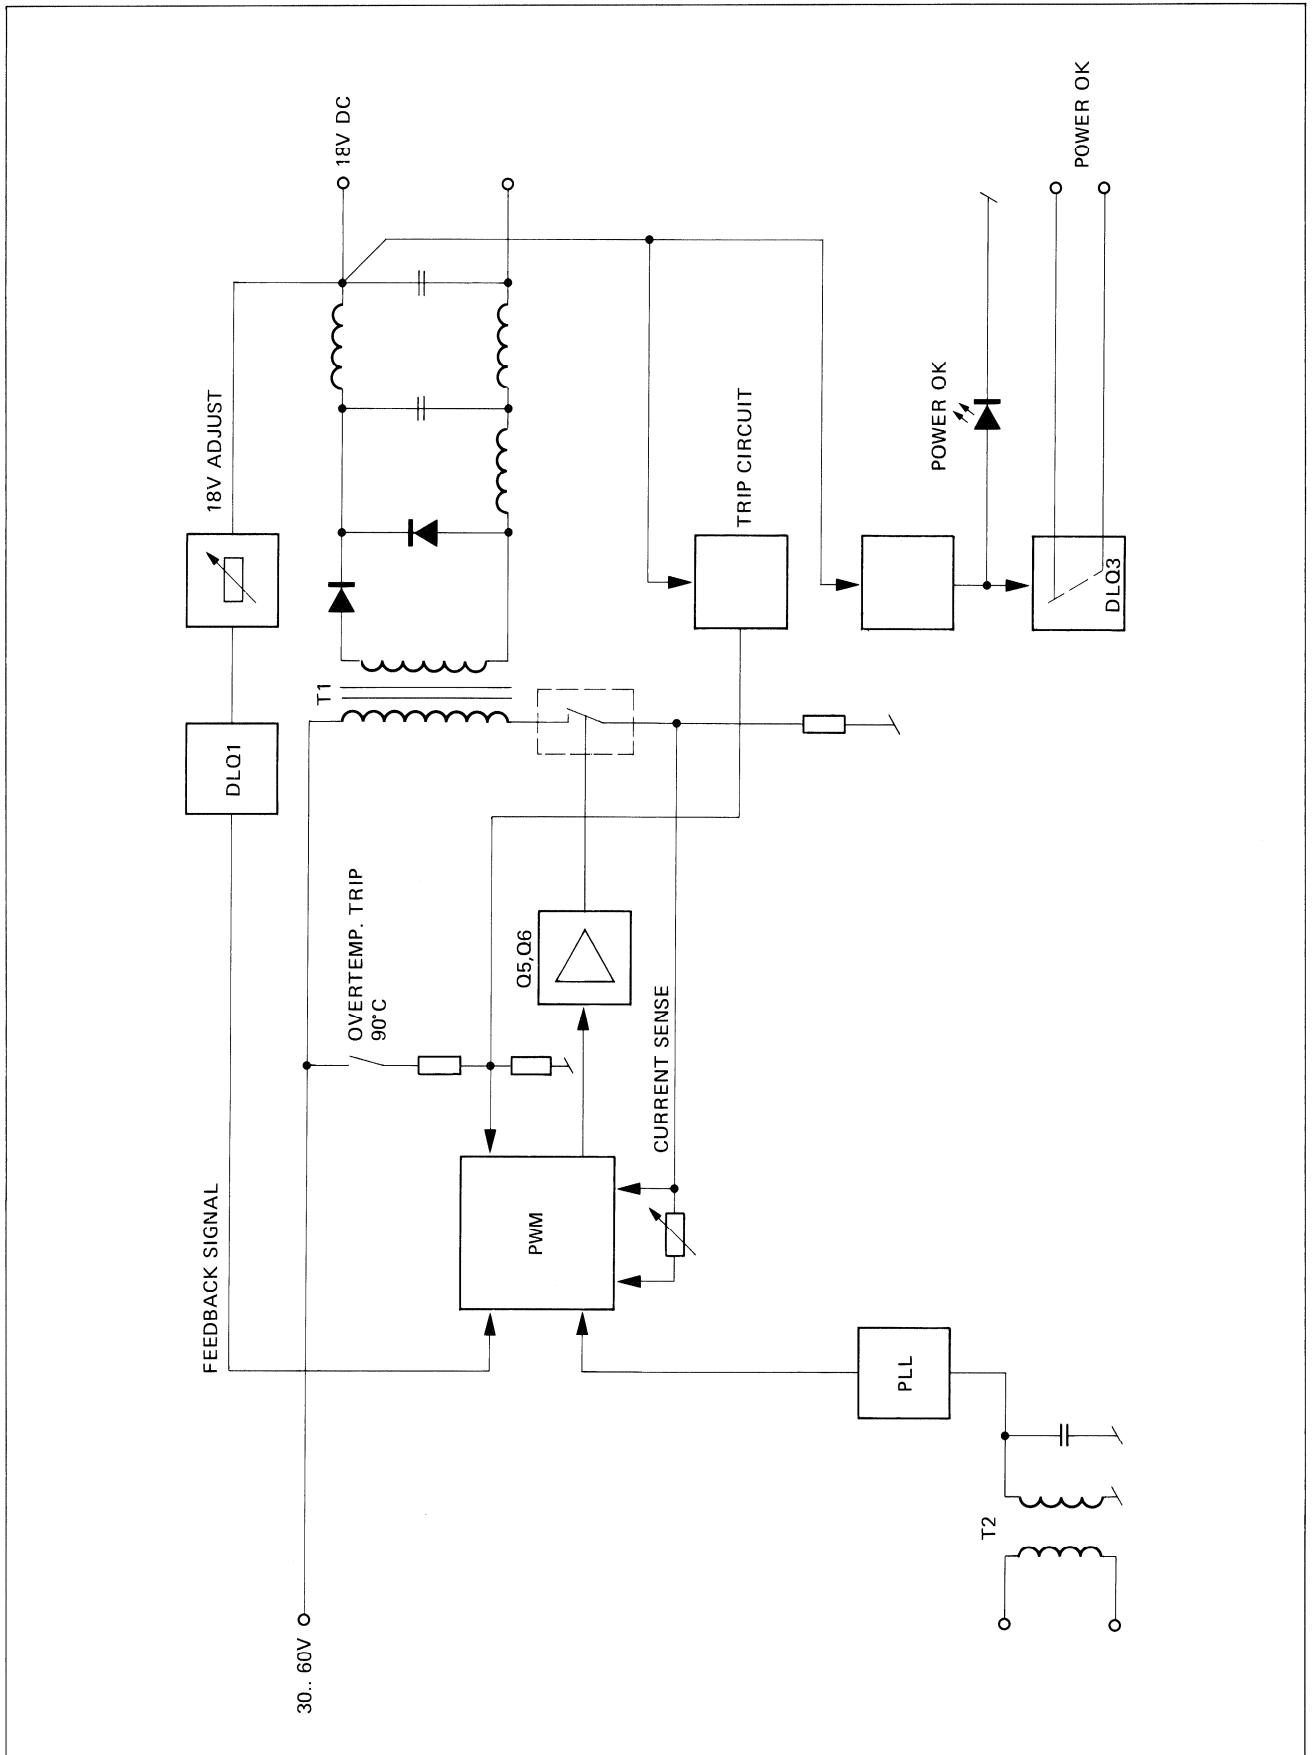 FEEDBACK SIGNAL
DLQ1
18V ADJUST
30.. 60V
OVERTEMP. TRIP
90°C
T1
18V DC
PWM
Q5,Q6
CURRENT SENSE
TRIP CIRCUIT
PLL
T2
POWER OK
DLQ3
POWER OK